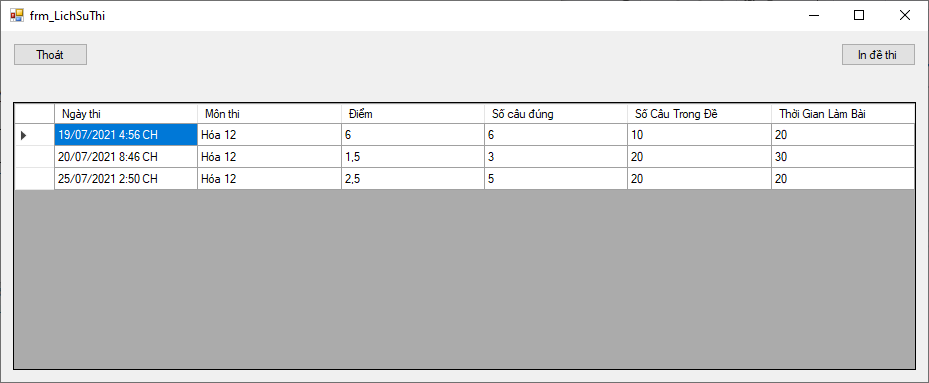 frm_LichSuThi
Thoát In đề thi
Ngày thi Môn thi Điểm Số câu đúng Số Câu Trong Đề Thời Gian Làm Bài
19/07/2021 4:56 CH Hóa 12 6 6 10 20
20/07/2021 8:46 CH Hóa 12 1,5 3 20 30
25/07/2021 2:50 CH Hóa 12 2,5 5 20 20